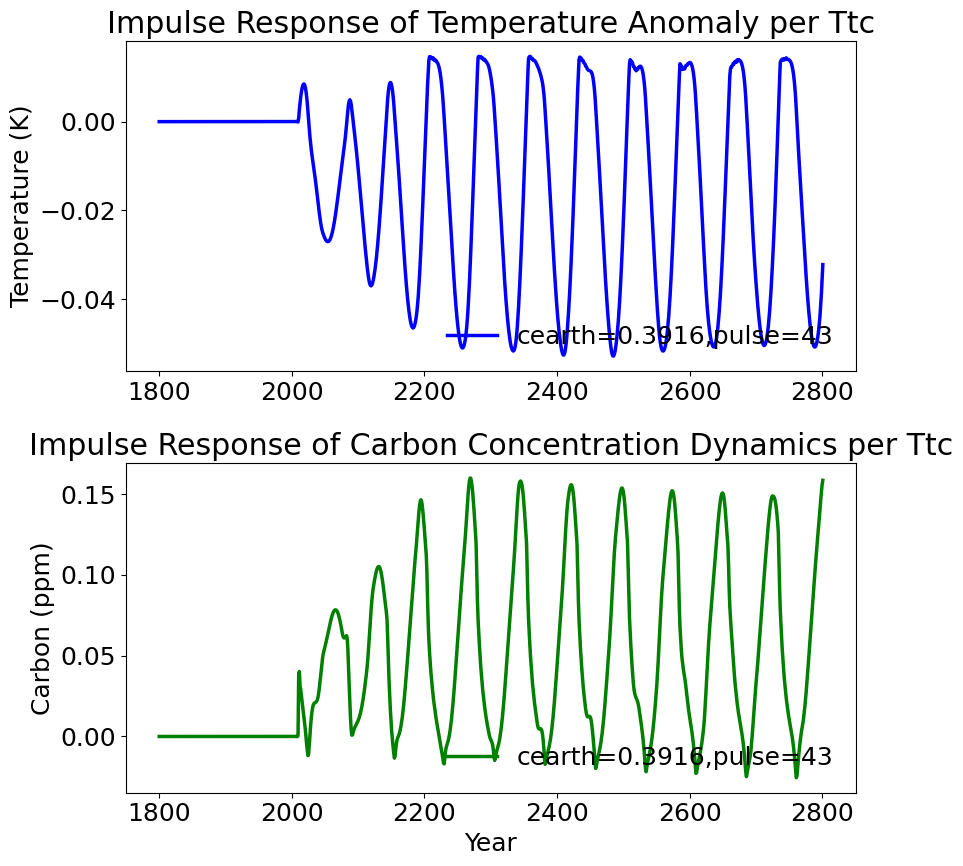 Impulse Response of Temperature Anomaly per Ttc
Temperature (K)
0.00
−0.02
−0.04
cearth=0.3916,pulse=43
1800 2000 2200 2400 2600 2800
Impulse Response of Carbon Concentration Dynamics per Ttc
Carbon (ppm)
0.15
0.10
0.05
0.00
cearth=0.3916,pulse=43
1800 2000 2200 2400 2600 2800
Year